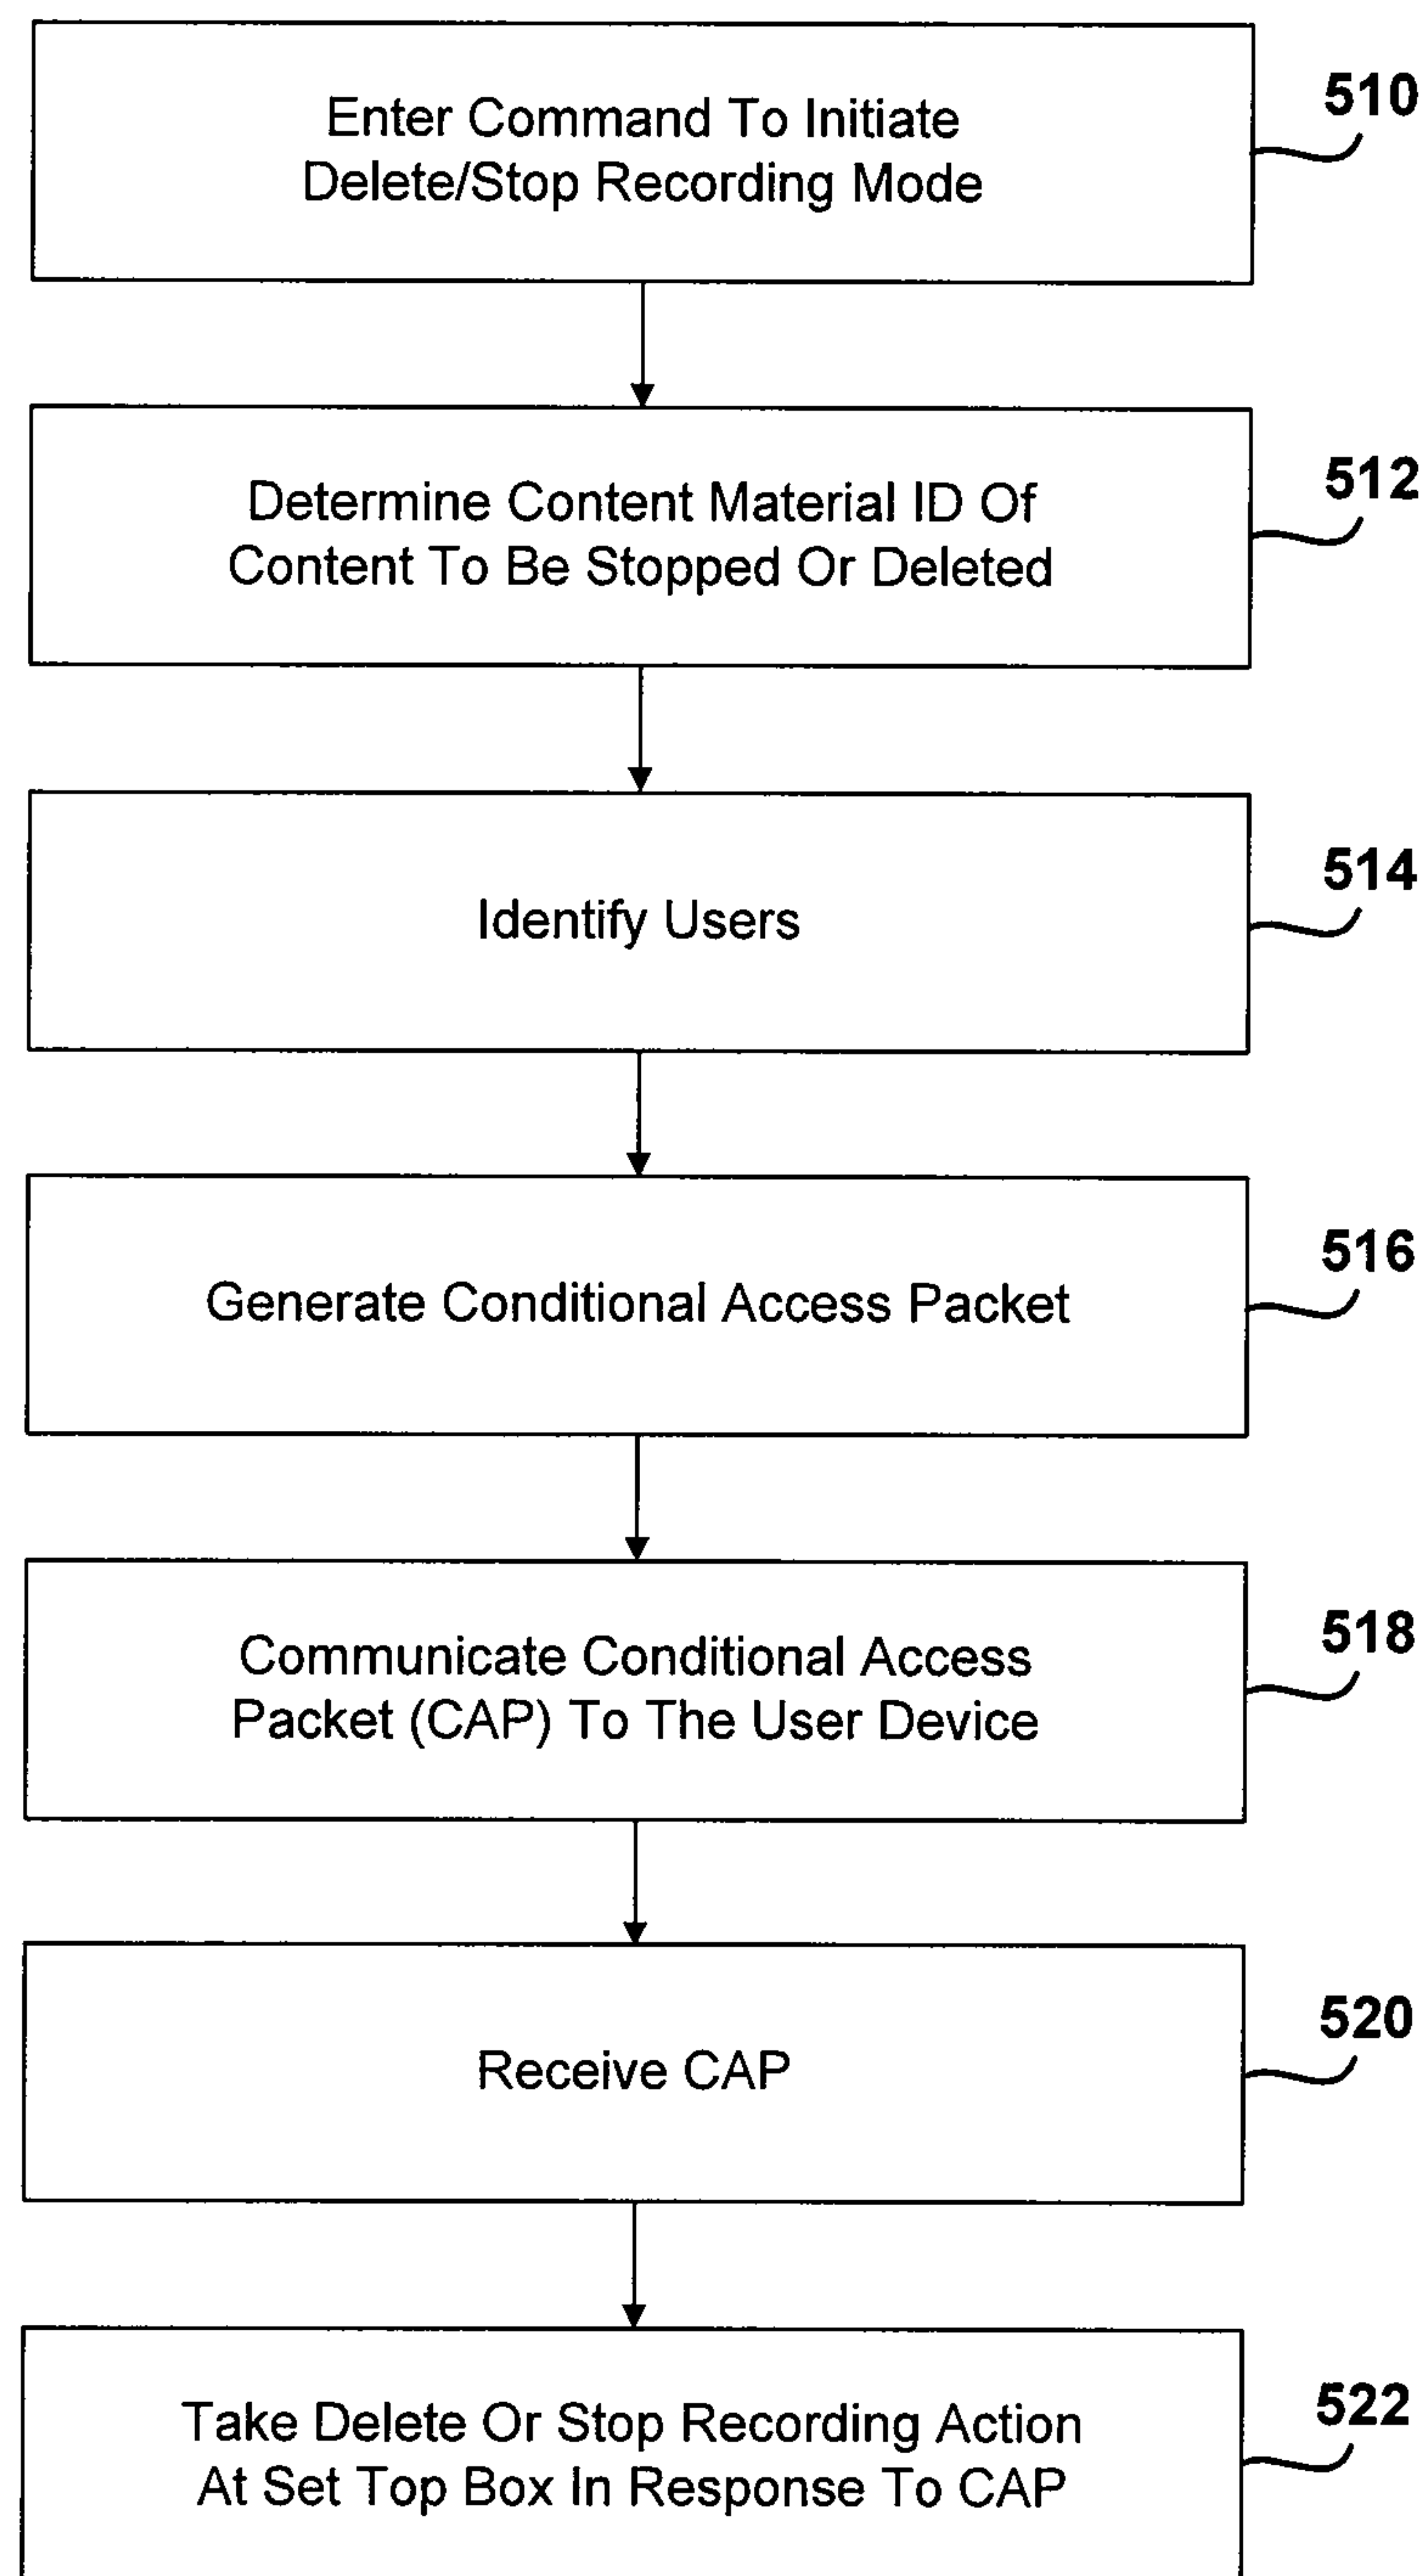 Enter Command To Initiate
Delete/Stop Recording Mode
510
Determine Content Material ID Of
Content To Be Stopped Or Deleted
512
Identify Users
514
Generate Conditional Access Packet
516
Communicate Conditional Access
Packet (CAP) To The User Device
518
Receive CAP
520
Take Delete Or Stop Recording Action
At Set Top Box In Response To CAP
522